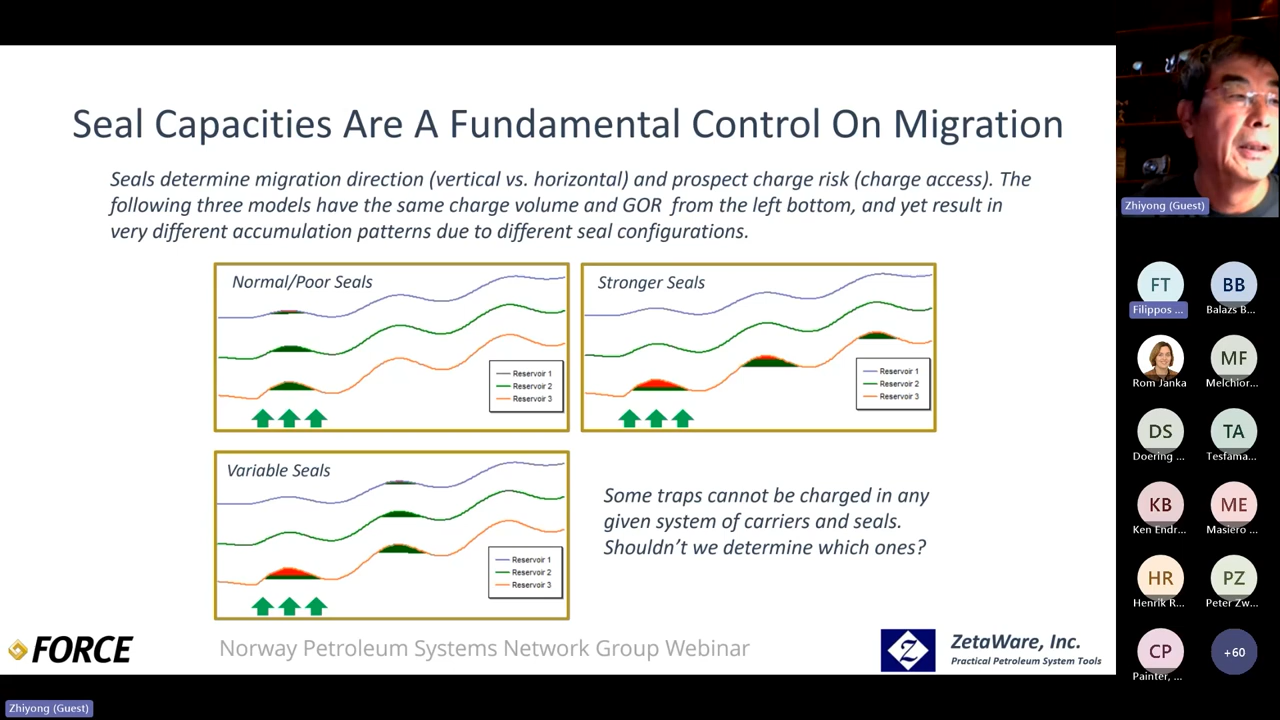 Seal Capacities Are A Fundamental Control On Migration
Seals determine migration direction (vertical vs. horizontal) and prospect charge risk (charge access). The
following three models have the same charge volume and GOR from the left bottom, and yet result in
very different accumulation patterns due to different seal configurations.
Normal/Poor Seals
Reservoir 1
Reservoir 2
Reservoir 3
Stronger Seals
Reservoir 1
Reservoir 2
Reservoir 3
Variable Seals
Reservoir 1
Reservoir 2
Reservoir 3
Some traps cannot be charged in any
given system of carriers and seals.
Shouldn't we determine which ones?
FORCE
Norway Petroleum Systems Network Group Webinar
Z
ZetaWare, Inc.
Practical Petroleum System Tools
Zhiyong (Guest)
Zhiyong (Guest)
FT
Filippos ...
BB
Balazs B...
Rom Janka
MF
Melchior...
DS
Doering ...
TA
Tesfama...
KB
Ken Endr...
ME
Masiero ...
HR
Henrik R...
PZ
Peter Zw...
CP
Painter, ...
+60